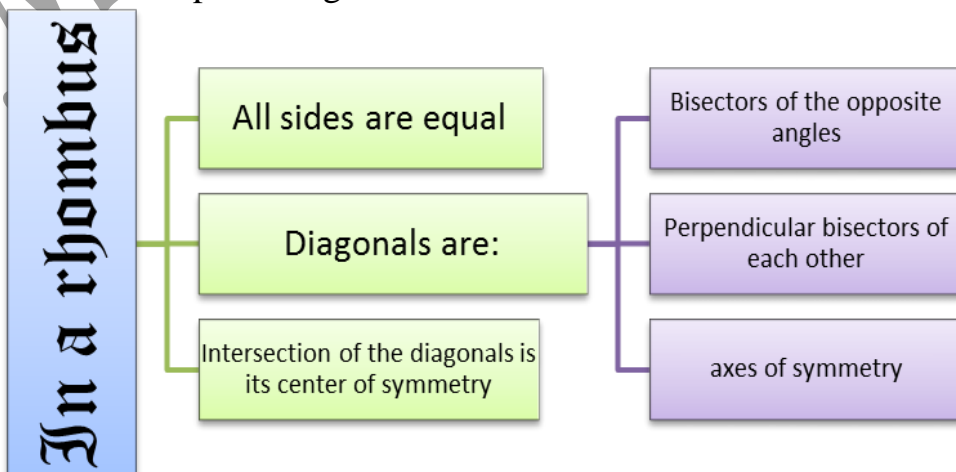 In a rhombus
All sides are equal
Diagonals are:
Intersection of the diagonals is
its center of symmetry
Bisectors of the opposite
angles
Perpendicular bisectors of
each other
axes of symmetry